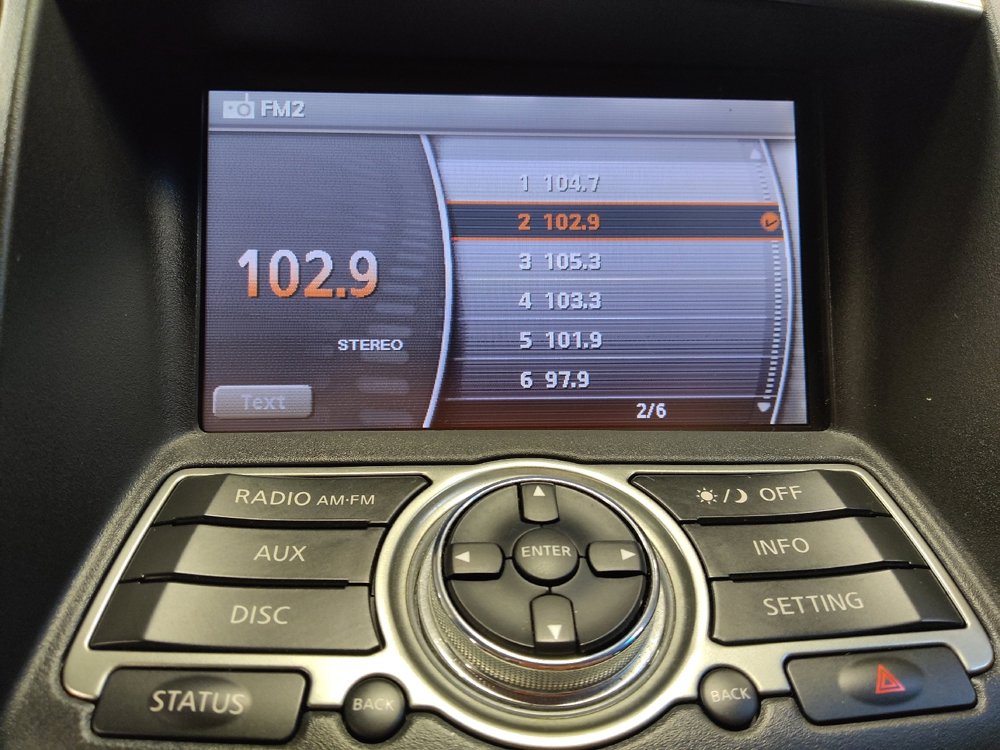 FM2
102.9
STEREO
Text
1 104.7
2 102.9
3 105.3
4 103.3
5 101.9
6 97.9
2/6
RADIO AM·FM
AUX
DISC
STATUS
BACK
ENTER
/ OFF
INFO
SETTING
BACK